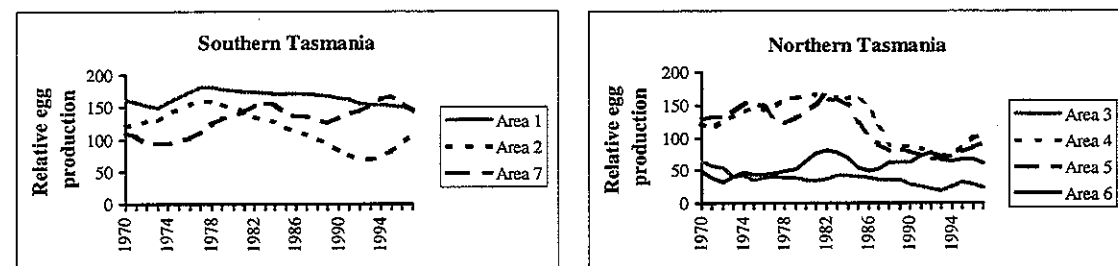 Southern Tasmania
Relative egg
production
200
150
100
50
0
1970
1974
1978
1982
1986
1990
1994
Area 1
Area 2
Area 7
Northern Tasmania
Relative egg
production
200
150
100
50
0
1970
1974
1978
1982
1986
1990
1994
Area 3
Area 4
Area 5
Area 6